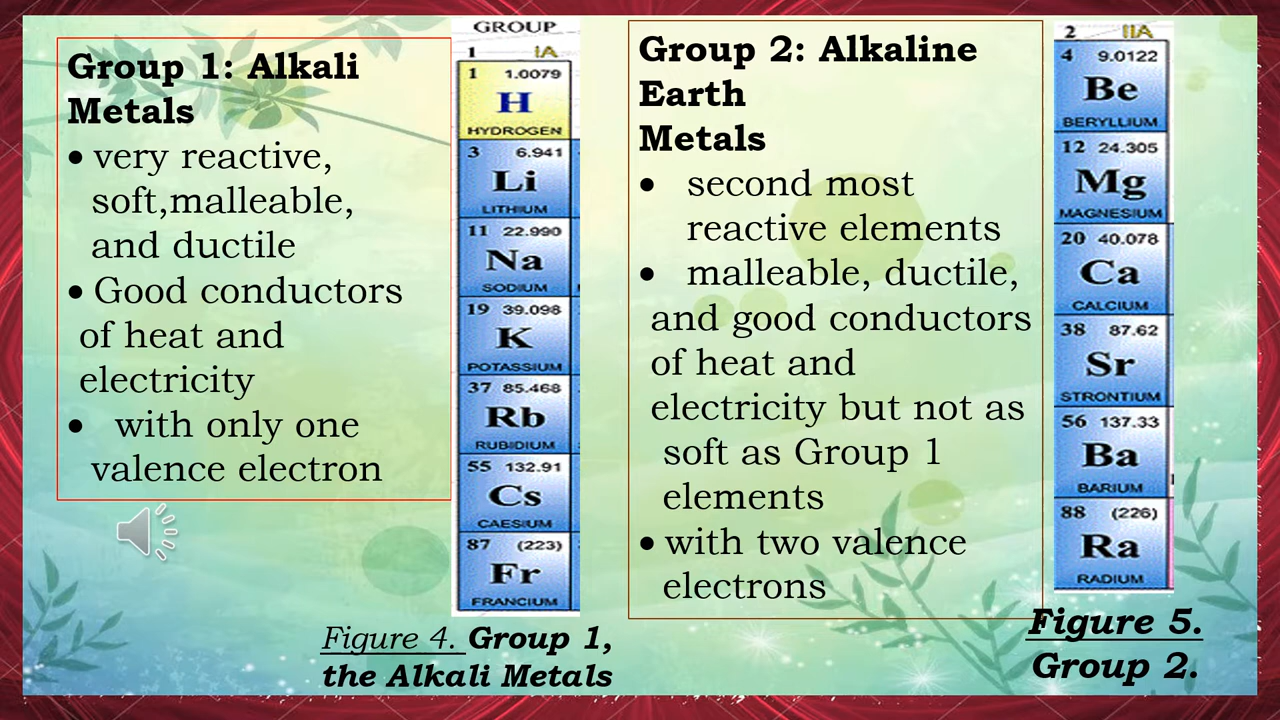 Group 1: Alkali
Metals
• very reactive,
soft,malleable,
and ductile
• Good conductors
of heat and
electricity
• with only one
valence electron
GROUP
1 IA
1 1.0079
H
HYDROGEN
3 6.941
Li
LITHIUM
11 22.990
Na
SODIUM
19 39.098
K
POTASSIUM
37 85.468
Rb
RUBIDIUM
55 132.91
Cs
CAESIUM
87 (223)
Fr
FRANCIUM
Figure 4. Group 1,
the Alkali Metals
Group 2: Alkaline
Earth
Metals
• second most
reactive elements
• malleable, ductile,
and good conductors
of heat and
electricity but not as
soft as Group 1
elements
• with two valence
electrons
2 IIA
4 9.0122
Be
BERYLLIUM
12 24.305
Mg
MAGNESIUM
20 40.078
Ca
CALCIUM
38 87.62
Sr
STRONTIUM
56 137.33
Ba
BARIUM
88 (226)
Ra
RADIUM
Figure 5.
Group 2.